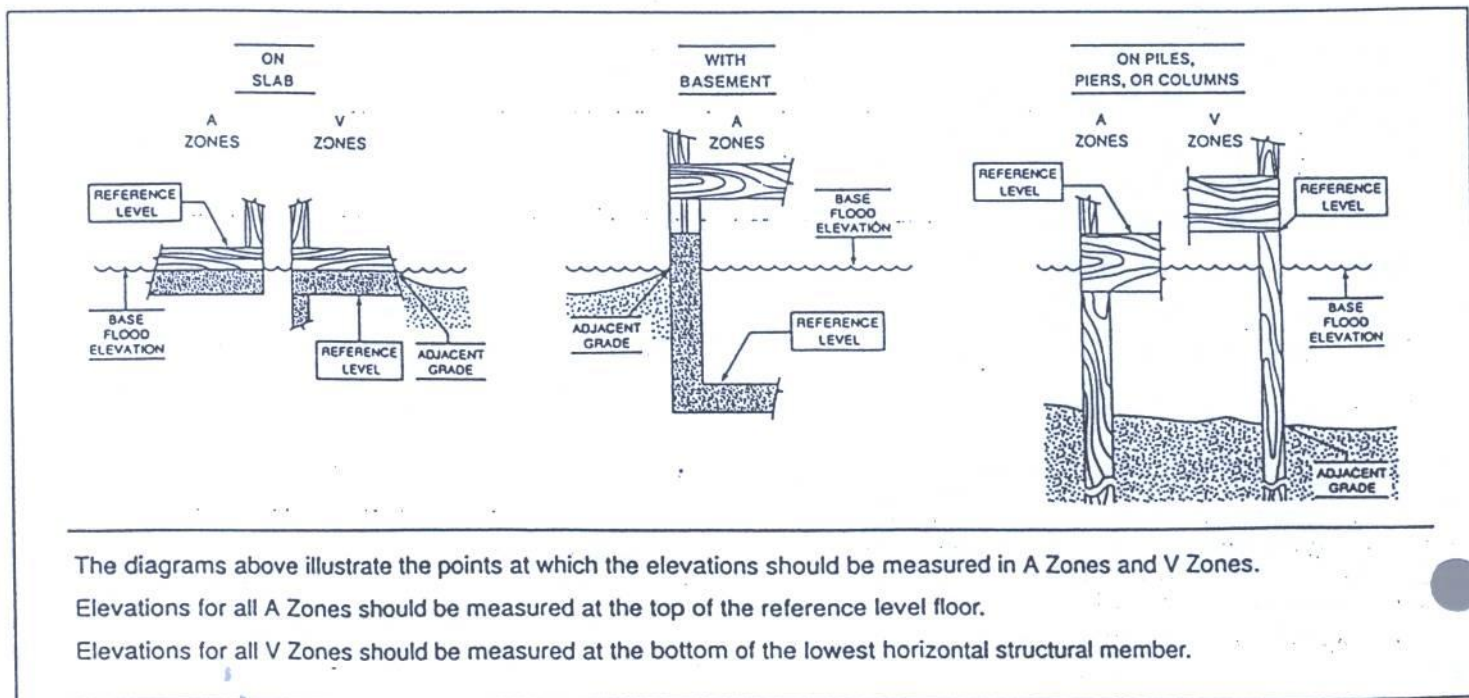 ON
SLAB
A
ZONES
V
ZONES
REFERENCE
LEVEL
BASE
FLOOD
ELEVATION
REFERENCE
LEVEL
ADJACENT
GRADE
WITH
BASEMENT
A
ZONES
BASE
FLOOD
ELEVATION
ADJACENT
GRADE
REFERENCE
LEVEL
ON PILES,
PIERS, OR COLUMNS
A
ZONES
V
ZONES
REFERENCE
LEVEL
REFERENCE
LEVEL
BASE
FLOOD
ELEVATION
ADJACENT
GRADE
The diagrams above illustrate the points at which the elevations should be measured in A Zones and V Zones.
Elevations for all A Zones should be measured at the top of the reference level floor.
Elevations for all V Zones should be measured at the bottom of the lowest horizontal structural member.